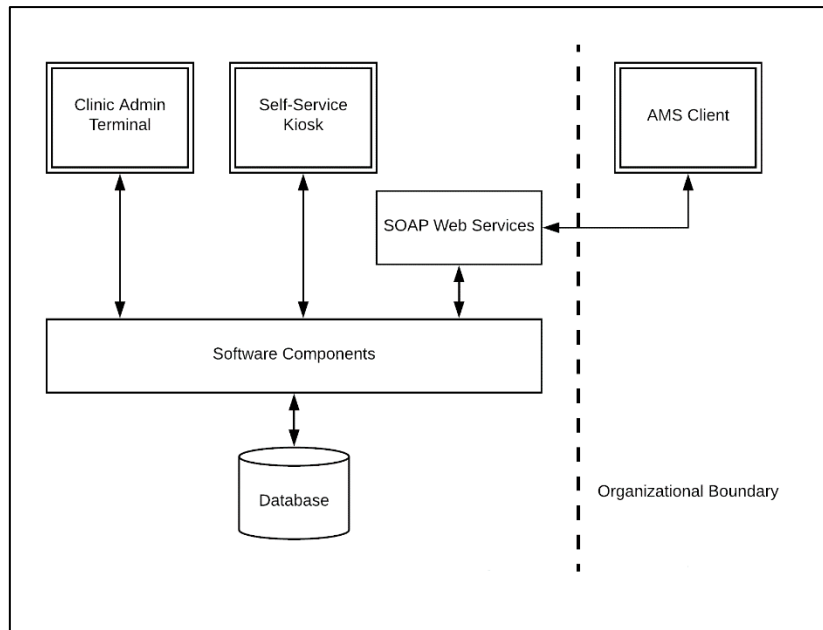 Clinic Admin
Terminal
Self-Service
Kiosk
AMS Client
SOAP Web Services
Software Components
Database
Organizational Boundary